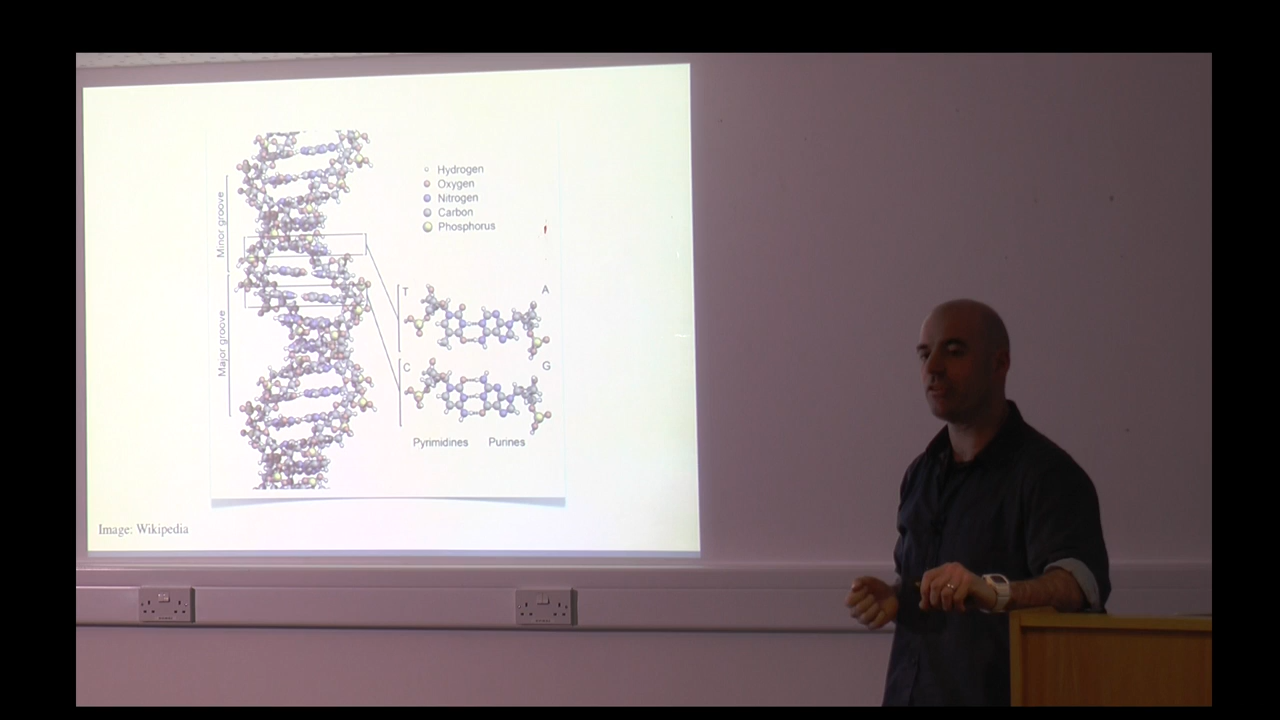 Hydrogen
Oxygen
Nitrogen
Carbon
Phosphorus
Minor groove
Major groove
T
A
C
G
Pyrimidines
Purines
Image: Wikipedia